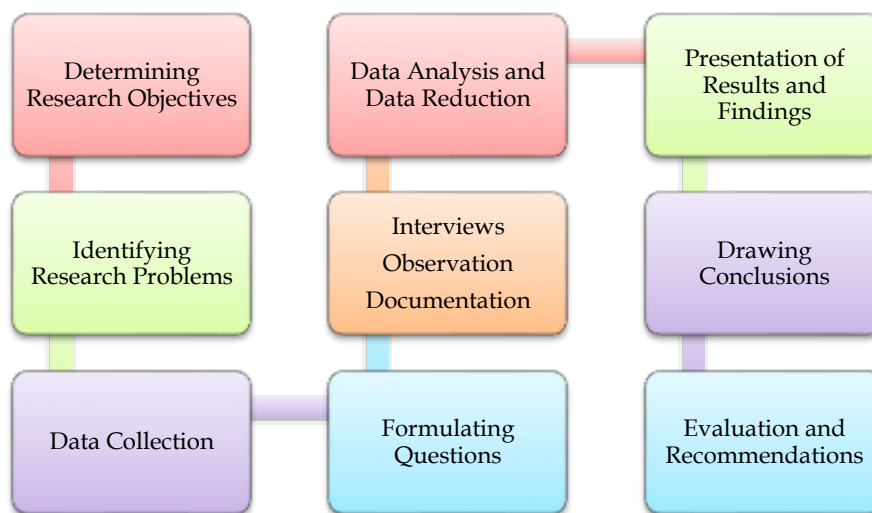 Determining
Research Objectives
Identifying
Research Problems
Data Collection
Formulating
Questions
Interviews
Observation
Documentation
Data Analysis and
Data Reduction
Presentation of
Results and
Findings
Drawing
Conclusions
Evaluation and
Recommendations